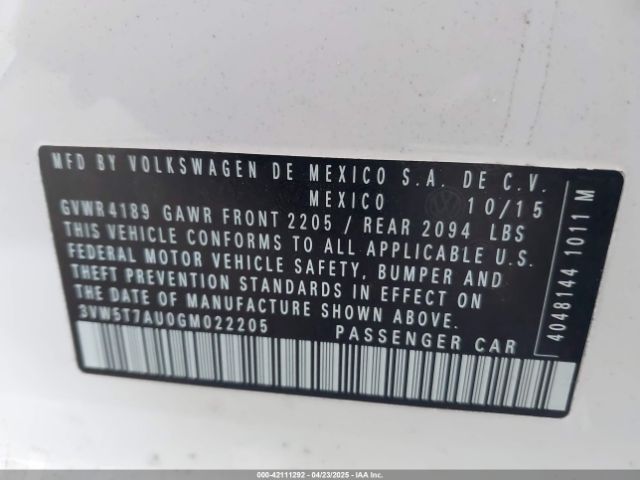 MFD BY VOLKSWAGEN DE MEXICO S.A. DE C.V.
MEXICO 10/15
GVWR 4189 GAWR FRONT 2205 / REAR 2094 LBS
THIS VEHICLE CONFORMS TO ALL APPLICABLE U.S.
FEDERAL MOTOR VEHICLE SAFETY, BUMPER AND
THEFT PREVENTION STANDARDS IN EFFECT ON
THE DATE OF MANUFACTURE SHOWN ABOVE.
3VW5T7AU0GM022205 PASSENGER CAR
4048144 1011 M
000-42111292 - 04/23/2025 - IAAI.COM